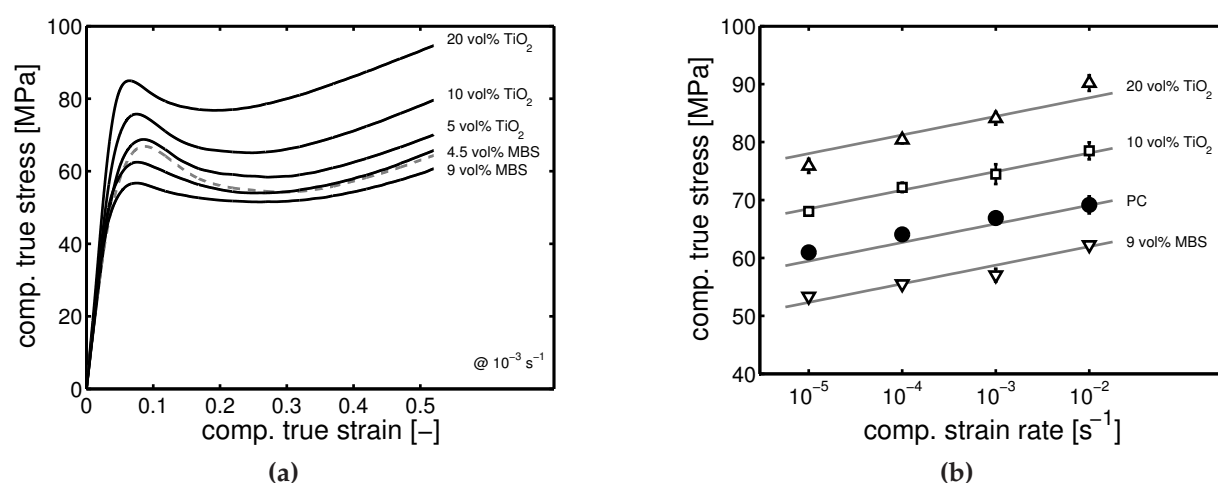 100
80
60
40
20
0
comp. true stress [MPa]
20 vol% TiO₂
10 vol% TiO₂
5 vol% TiO₂
4.5 vol% MBS
9 vol% MBS
@ 10⁻³ s⁻¹
0 0.1 0.2 0.3 0.4 0.5
comp. true strain [−]
(a)
100
90
80
70
60
50
40
comp. true stress [MPa]
20 vol% TiO₂
10 vol% TiO₂
PC
9 vol% MBS
10⁻⁵ 10⁻⁴ 10⁻³ 10⁻²
comp. strain rate [s⁻¹]
(b)